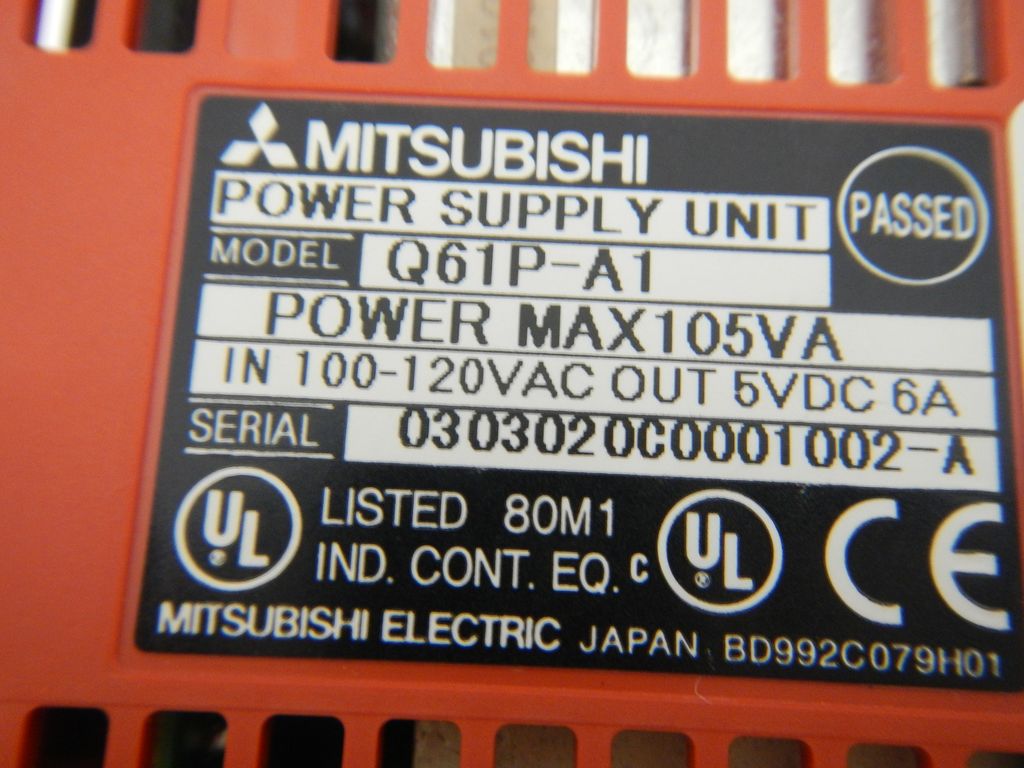 MITSUBISHI
PASSED
POWER SUPPLY UNIT
MODEL Q61P-A1
POWER MAX105VA
IN 100-120VAC OUT 5VDC 6A
SERIAL 0303020C0001002-A
UL LISTED 80M1
IND. CONT. EQ. C UL CE
MITSUBISHI ELECTRIC JAPAN BD992C079H01